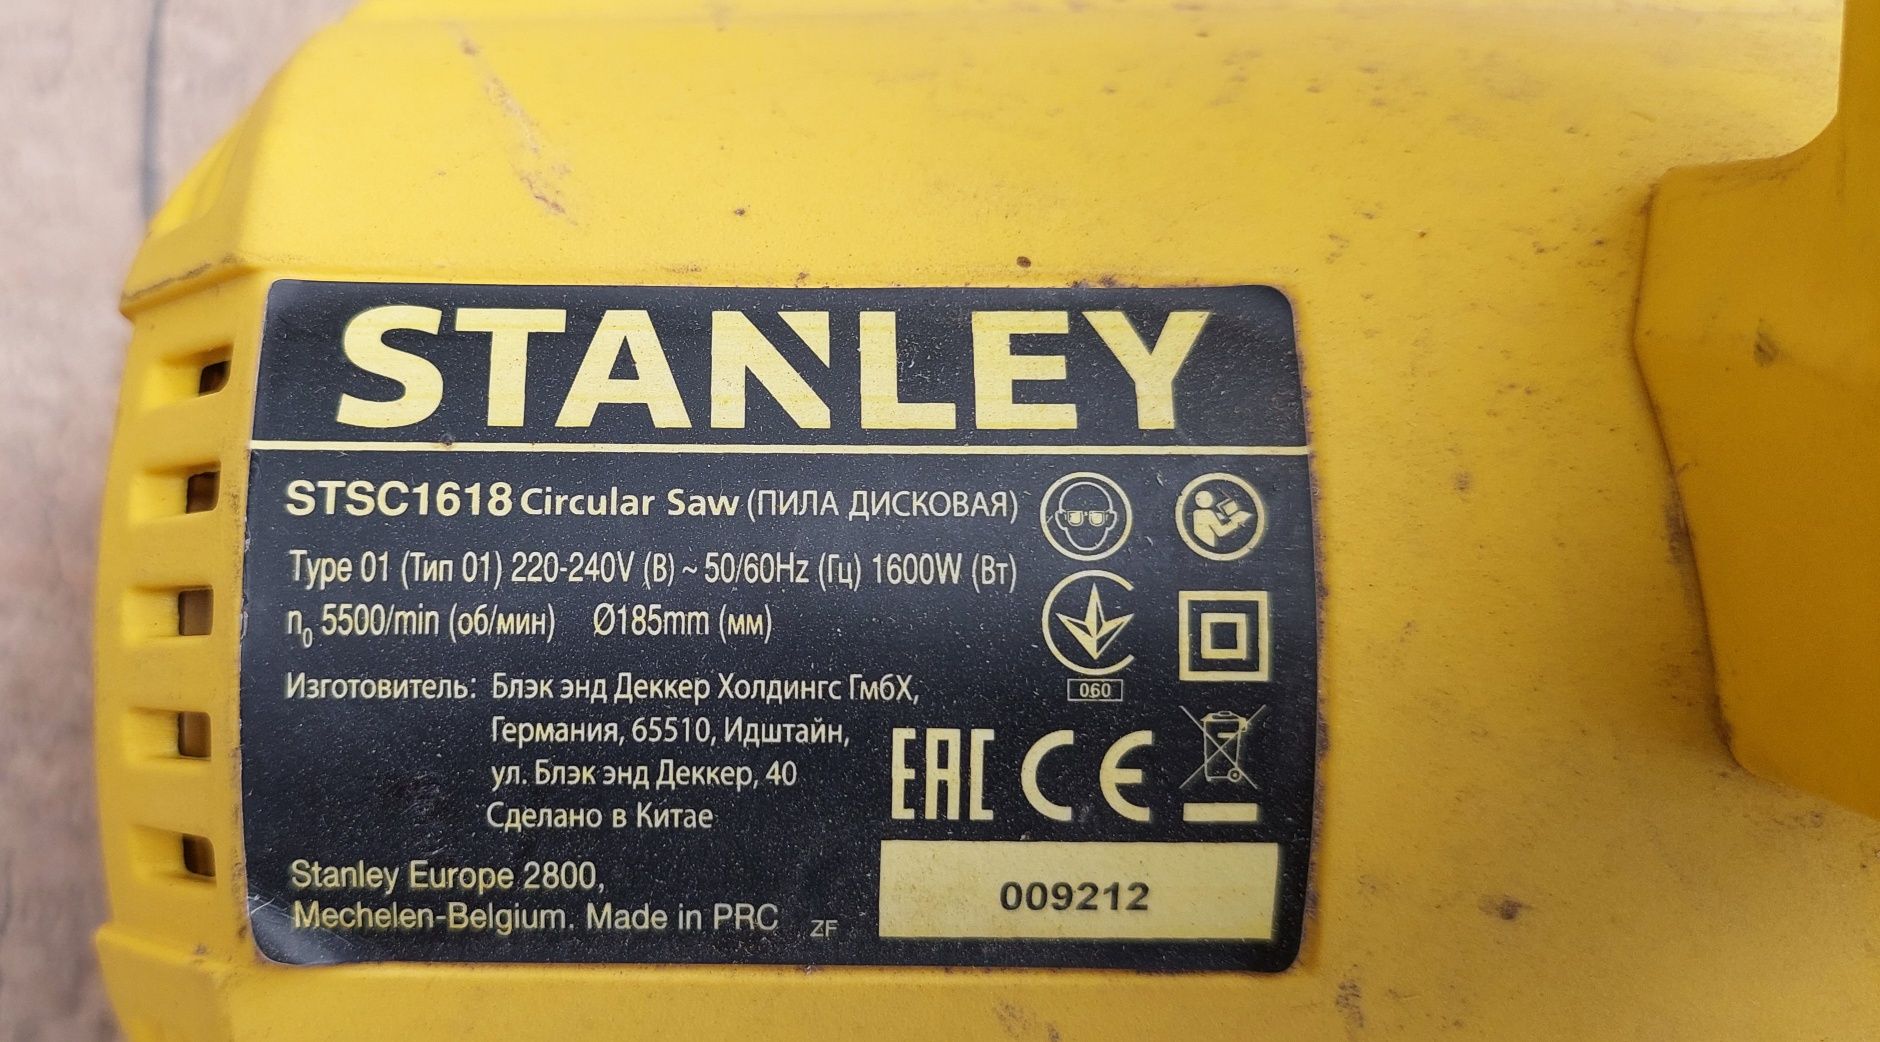 STANLEY
STSC1618 Circular Saw (ПИЛА ДИСКОВАЯ)
Type 01 (Тип 01) 220-240V (В) ~ 50/60Hz (Гц) 1600W (Вт)
n₀ 5500/min (об/мин) Ø185mm (мм)
060
Изготовитель: Блэк энд Деккер Холдингс ГмбХ,
Германия, 65510, Идштайн,
ул. Блэк энд Деккер, 40
Сделано в Китае
EAC CE
Stanley Europe 2800,
Mechelen-Belgium. Made in PRC ZF
009212